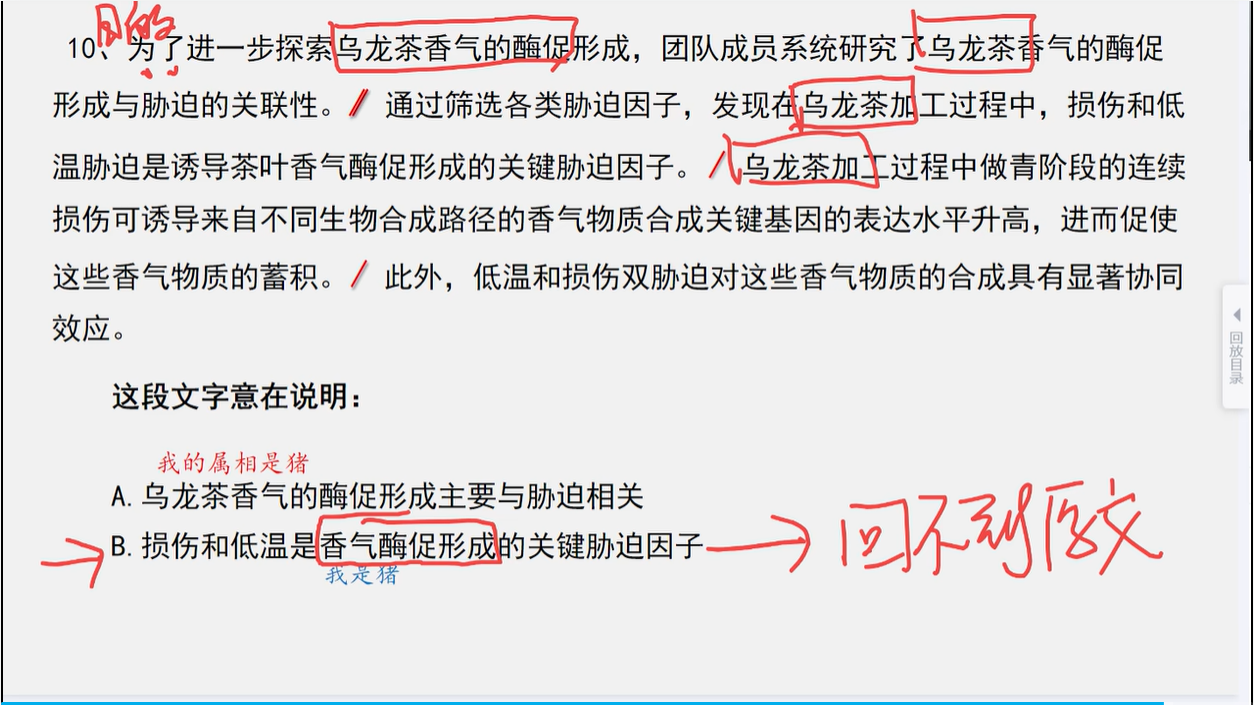 目的
10、为了进一步探索乌龙茶香气的酶促形成，团队成员系统研究了乌龙茶香气的酶促
形成与胁迫的关联性。// 通过筛选各类胁迫因子，发现在乌龙茶加工过程中，损伤和低
温胁迫是诱导茶叶香气酶促形成的关键胁迫因子。/ 乌龙茶加工过程中做青阶段的连续
损伤可诱导来自不同生物合成路径的香气物质合成关键基因的表达水平升高，进而促使
这些香气物质的蓄积。/ 此外，低温和损伤双胁迫对这些香气物质的合成具有显著协同
效应。
这段文字意在说明：
我的属相是猪
A. 乌龙茶香气的酶促形成主要与胁迫相关
B. 损伤和低温是香气酶促形成的关键胁迫因子
回不到原文
我是猪
回放目录